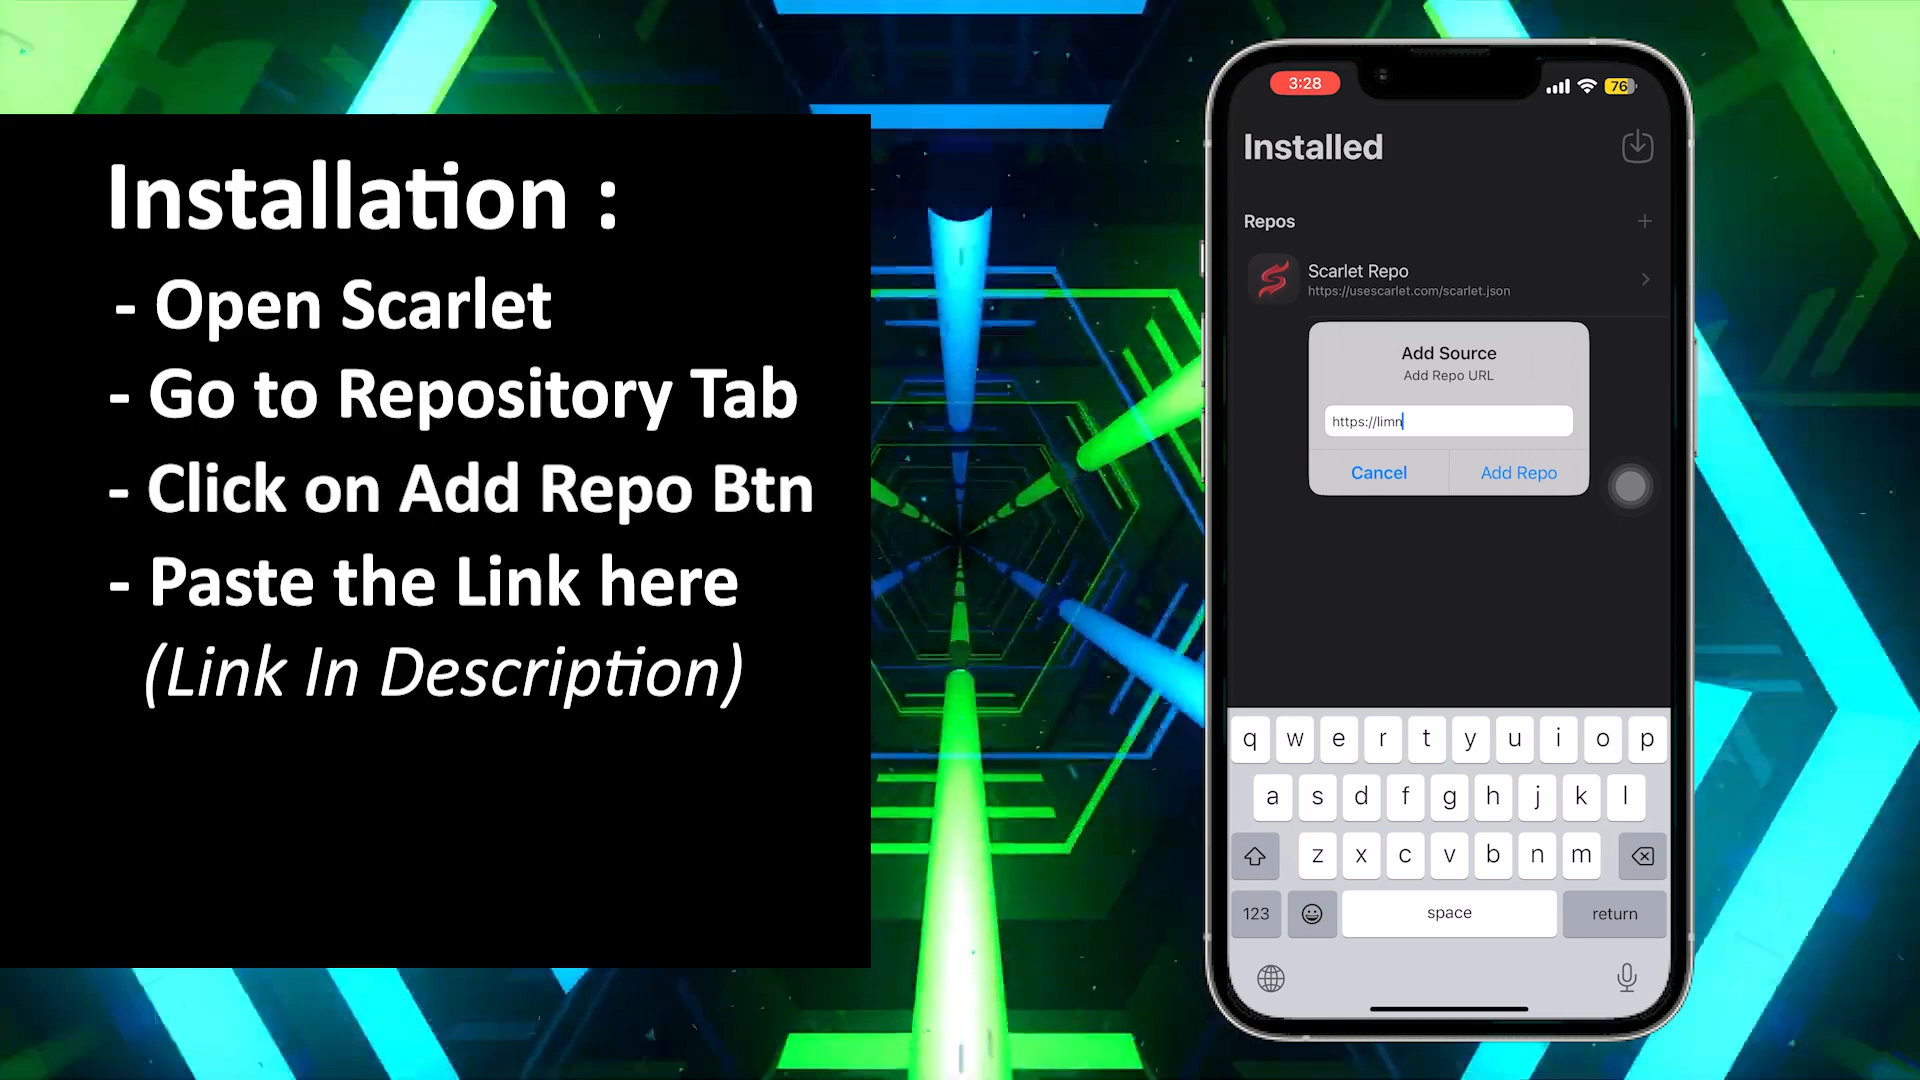 Installation :
- Open Scarlet
- Go to Repository Tab
- Click on Add Repo Btn
- Paste the Link here
(Link In Description)
3:28
76
Installed
Repos
Scarlet Repo
https://usescarlet.com/scarlet.json
Add Source
Add Repo URL
https://limn
Cancel
Add Repo
q w e r t y u i o p
a s d f g h j k l
z x c v b n m
123
space
return